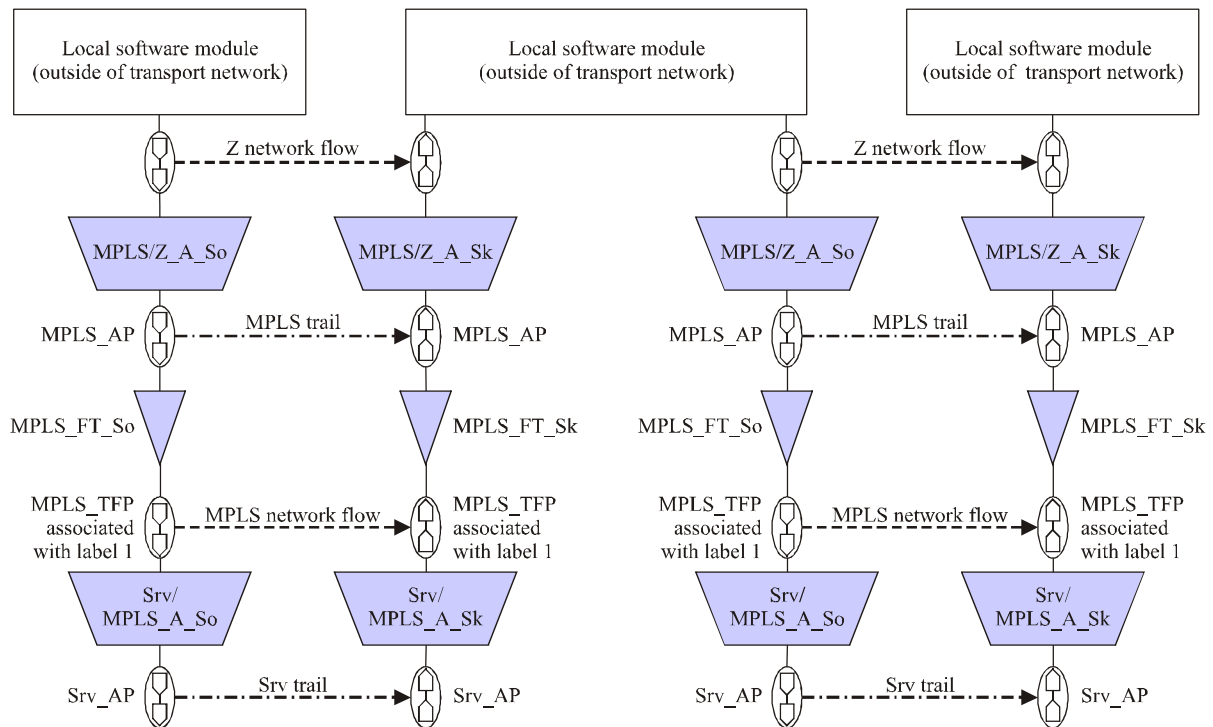 Local software module
(outside of transport network)
Local software module
(outside of transport network)
Local software module
(outside of transport network)
Z network flow
Z network flow
MPLS/Z_A_So
MPLS/Z_A_Sk
MPLS/Z_A_So
MPLS/Z_A_Sk
MPLS_AP
MPLS trail
MPLS_AP
MPLS_AP
MPLS trail
MPLS_AP
MPLS_FT_So
MPLS_FT_Sk
MPLS_FT_So
MPLS_FT_Sk
MPLS_TFP
associated
with label 1
MPLS network flow
MPLS_TFP
associated
with label 1
MPLS_TFP
associated
with label 1
MPLS network flow
MPLS_TFP
associated
with label 1
Srv/
MPLS_A_So
Srv/
MPLS_A_Sk
Srv/
MPLS_A_So
Srv/
MPLS_A_Sk
Srv_AP
Srv trail
Srv_AP
Srv_AP
Srv trail
Srv_AP